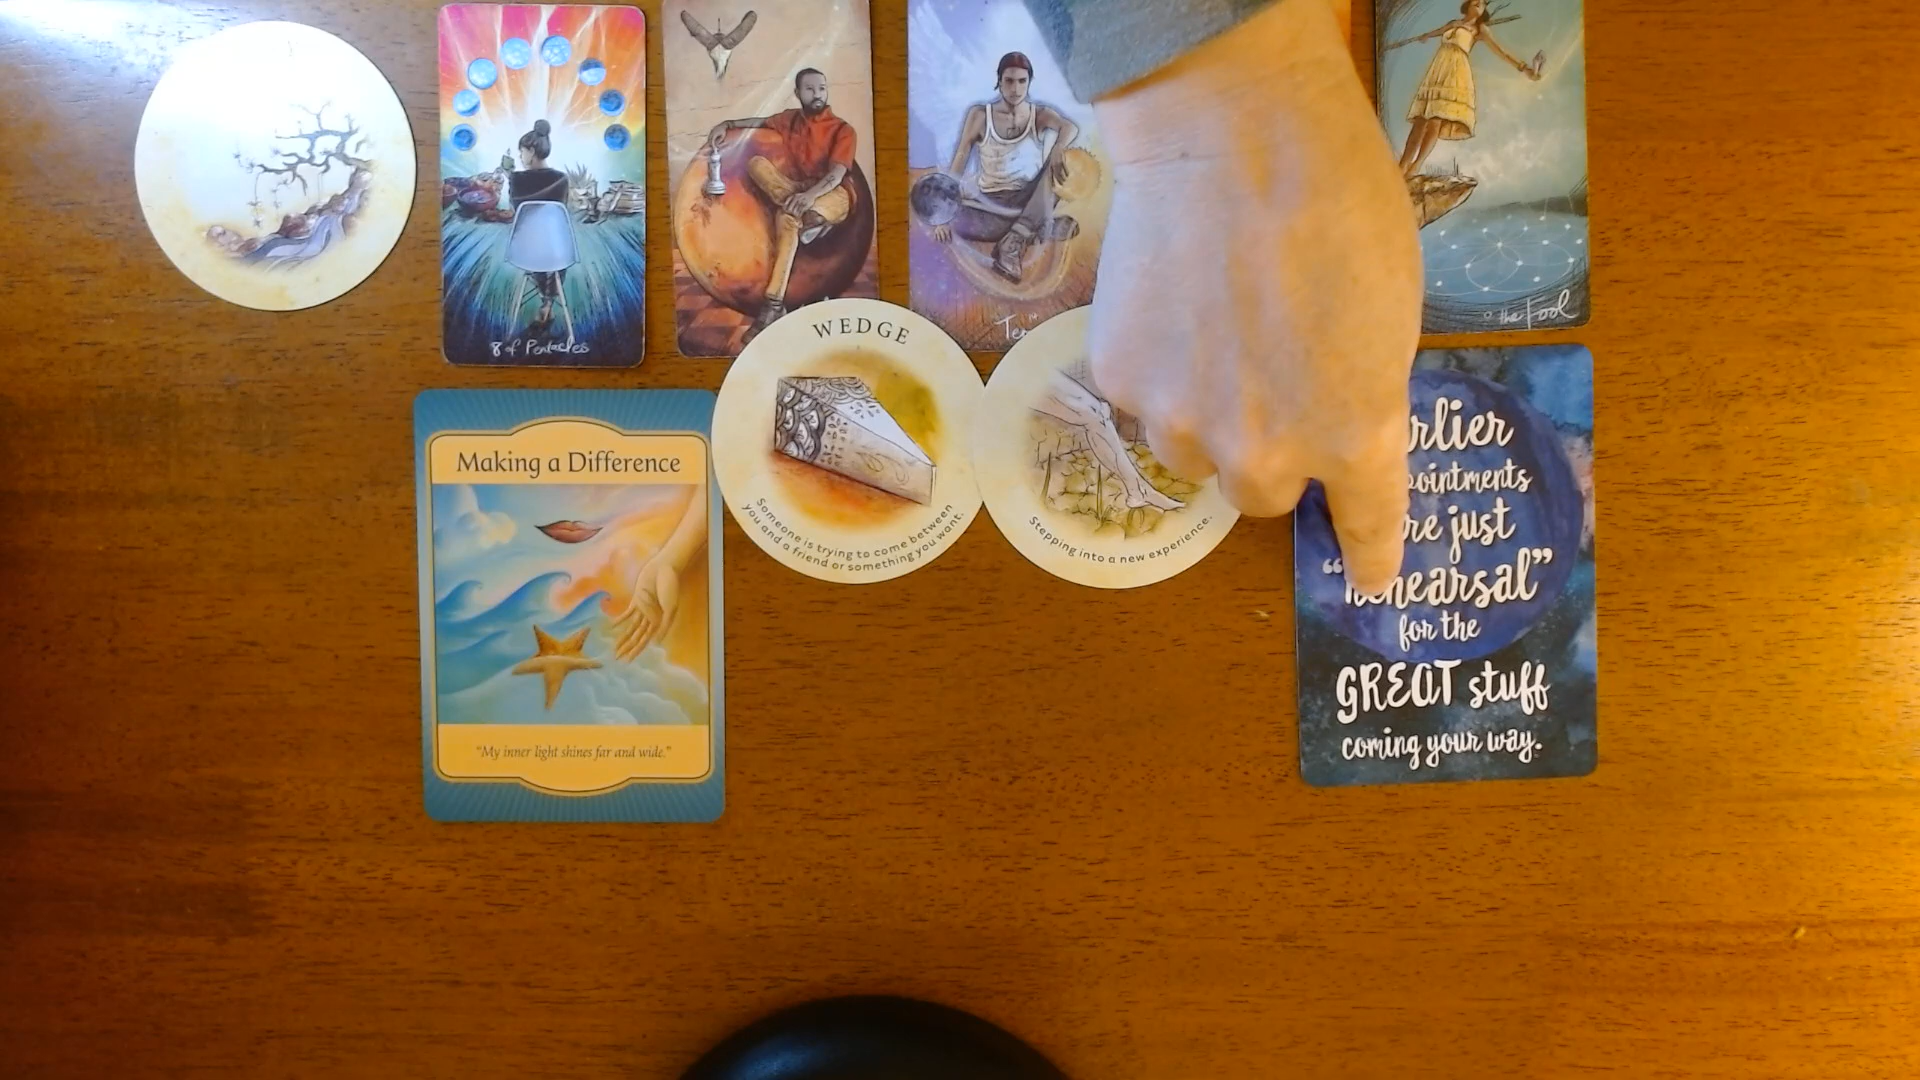 8 of Pentacles
0 the Fool
WEDGE
Someone is trying to come between
you and a friend or something you want.
Stepping into a new experience.
Making a Difference
"My inner light shines far and wide."
just
"rehearsal"
for the
GREAT stuff
coming your way.